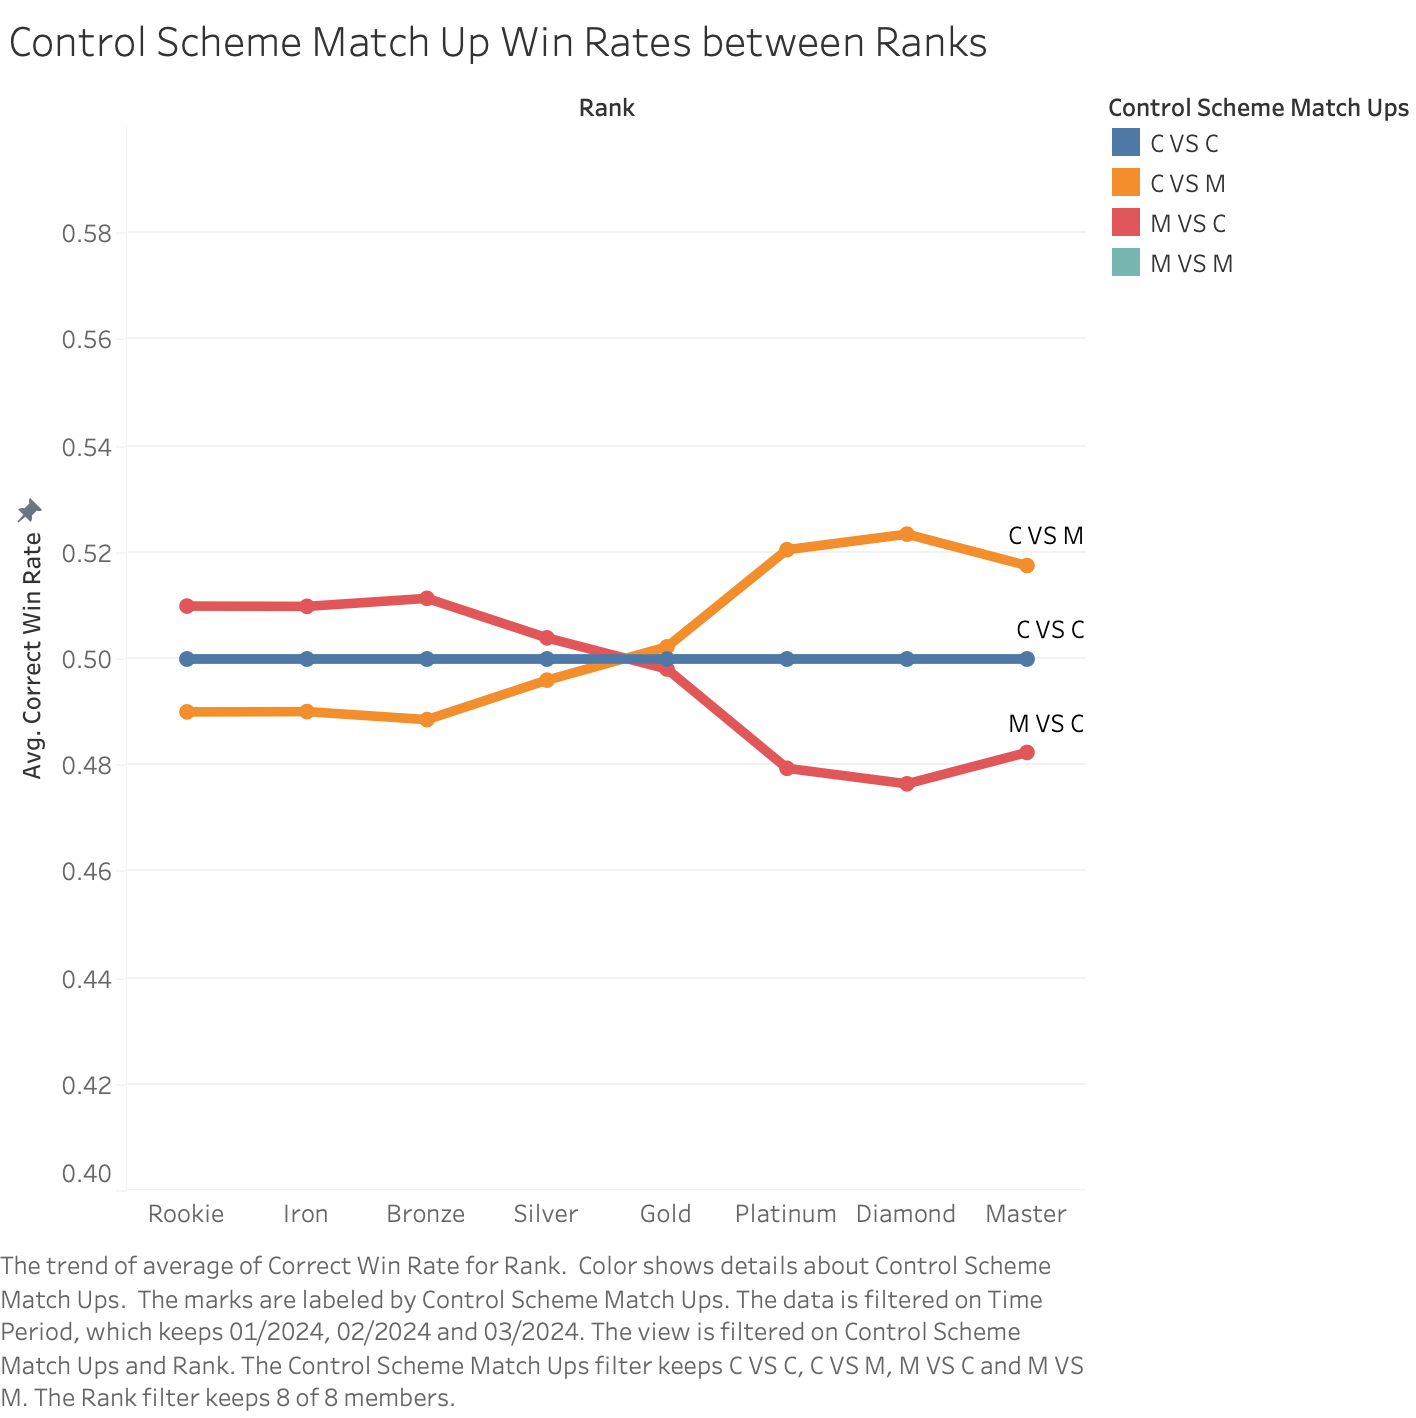 Control Scheme Match Up Win Rates between Ranks
Rank
Control Scheme Match Ups
C VS C
C VS M
M VS C
M VS M
0.58
0.56
0.54
0.52
0.50
0.48
0.46
0.44
0.42
0.40
Avg. Correct Win Rate
C VS M
C VS C
M VS C
Rookie
Iron
Bronze
Silver
Gold
Platinum
Diamond
Master
The trend of average of Correct Win Rate for Rank.  Color shows details about Control Scheme
Match Ups.  The marks are labeled by Control Scheme Match Ups. The data is filtered on Time
Period, which keeps 01/2024, 02/2024 and 03/2024. The view is filtered on Control Scheme
Match Ups and Rank. The Control Scheme Match Ups filter keeps C VS C, C VS M, M VS C and M VS
M. The Rank filter keeps 8 of 8 members.